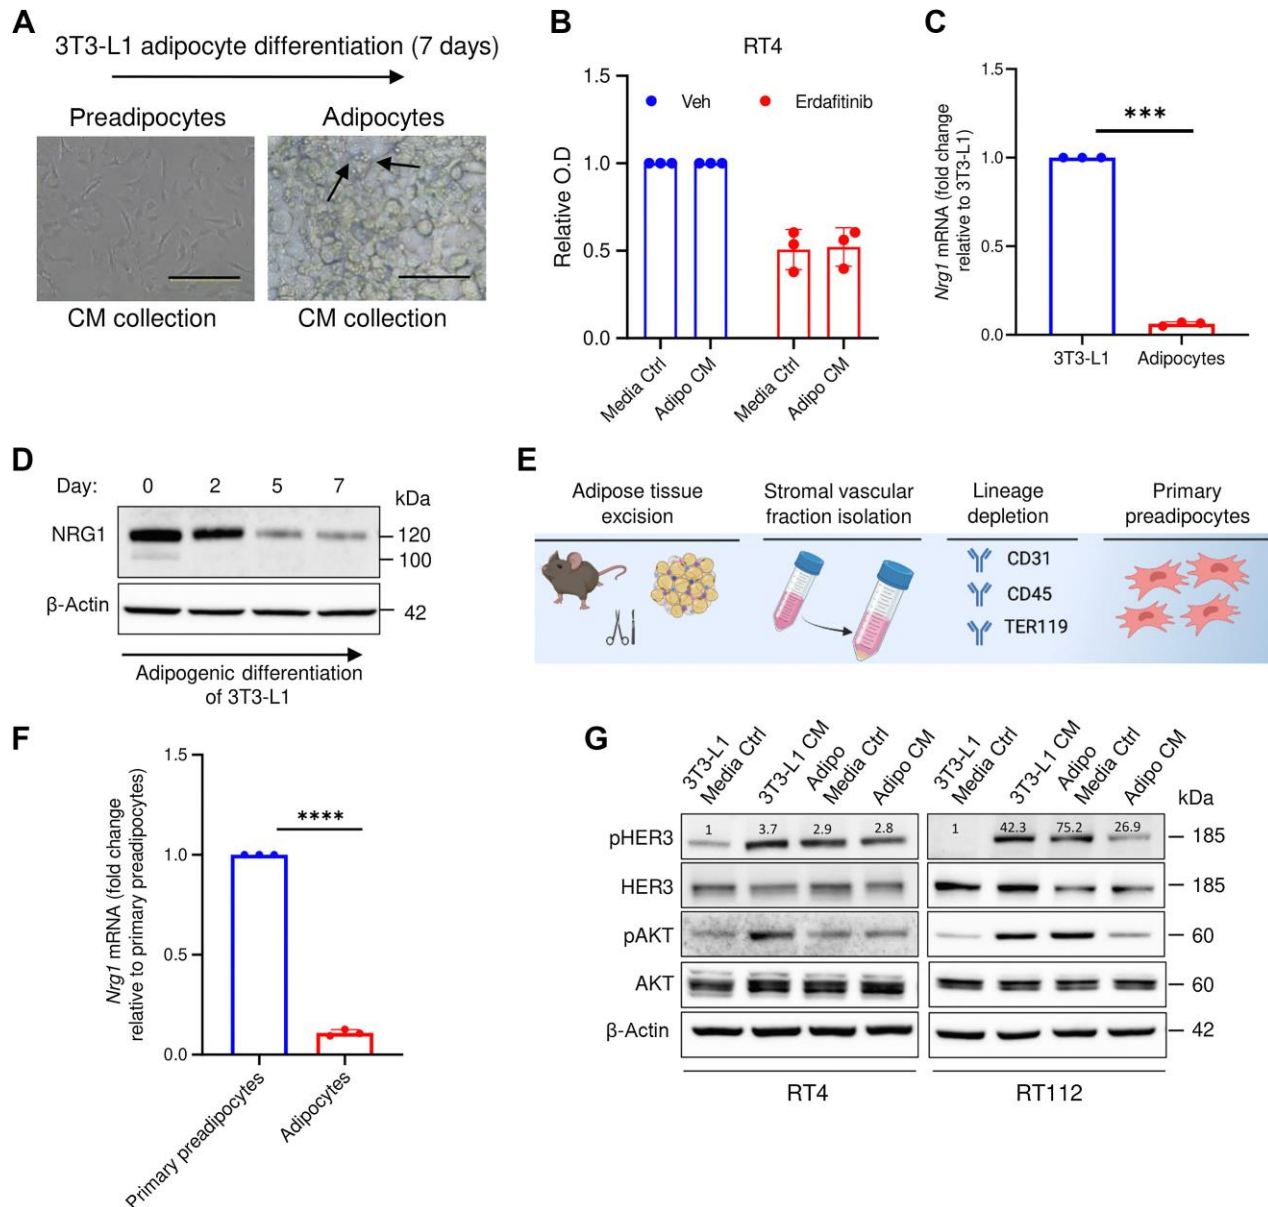 A
3T3-L1 adipocyte differentiation (7 days)
Preadipocytes
Adipocytes
CM collection
CM collection
B
RT4
Veh
Erdafitinib
Relative O.D
1.5
1.0
0.5
0.0
Media Ctrl
Adipo CM
Media Ctrl
Adipo CM
C
Nrg1 mRNA (fold change
relative to 3T3-L1)
1.5
1.0
0.5
0.0
***
3T3-L1
Adipocytes
D
Day:
0
2
5
7
kDa
NRG1
120
100
β-Actin
42
Adipogenic differentiation
of 3T3-L1
E
Adipose tissue
excision
Stromal vascular
fraction isolation
Lineage
depletion
Primary
preadipocytes
CD31
CD45
TER119
F
Nrg1 mRNA (fold change
relative to primary preadipocytes)
1.5
1.0
0.5
0.0
****
Primary preadipocytes
Adipocytes
G
3T3-L1
Media Ctrl
3T3-L1 CM
Adipo
Media Ctrl
Adipo CM
3T3-L1
Media Ctrl
3T3-L1 CM
Adipo
Media Ctrl
Adipo CM
kDa
pHER3
1
3.7
2.9
2.8
1
42.3
75.2
26.9
185
HER3
185
pAKT
60
AKT
60
β-Actin
42
RT4
RT112